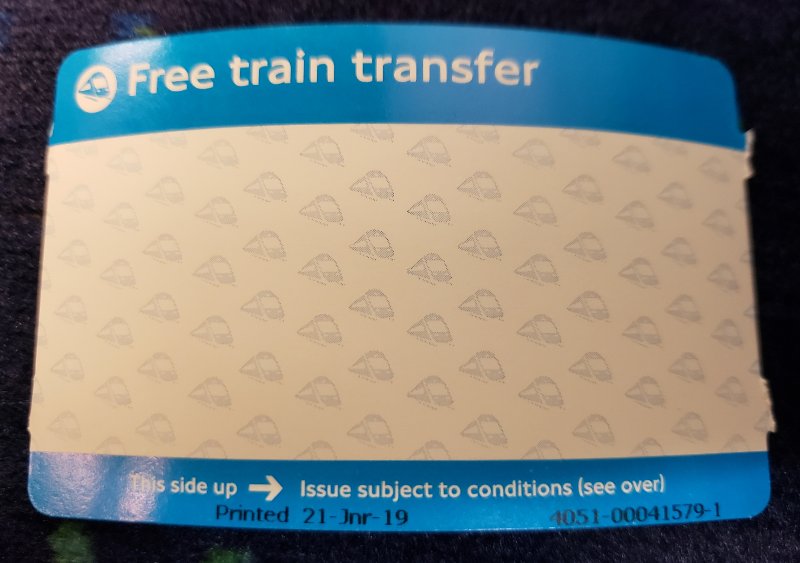 Free train transfer
This side up → Issue subject to conditions (see over)
Printed 21-Jnr-19 4051-00041579-1